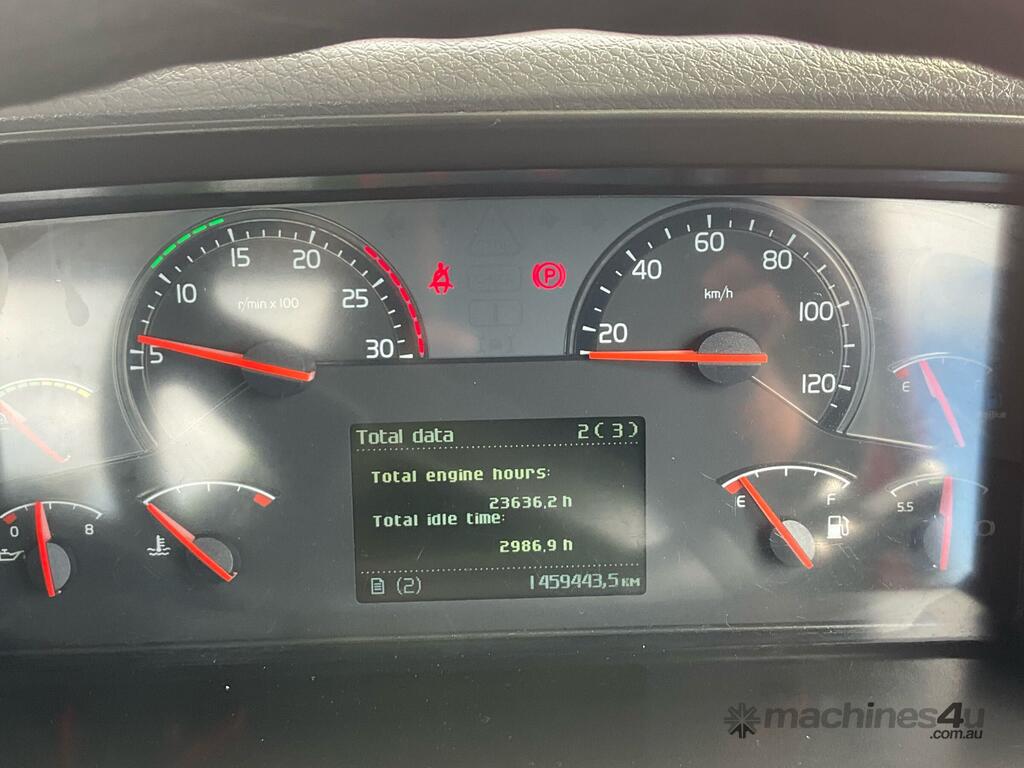 5
10
15
20
25
30
r/min x 100
P
20
40
60
80
100
120
km/h
Total data 2(3)
Total engine hours:
23636,2 h
Total idle time:
2986,9 h
(2) 1459443,5 KM
0 8
E
E F
5.5
machines4u
.com.au